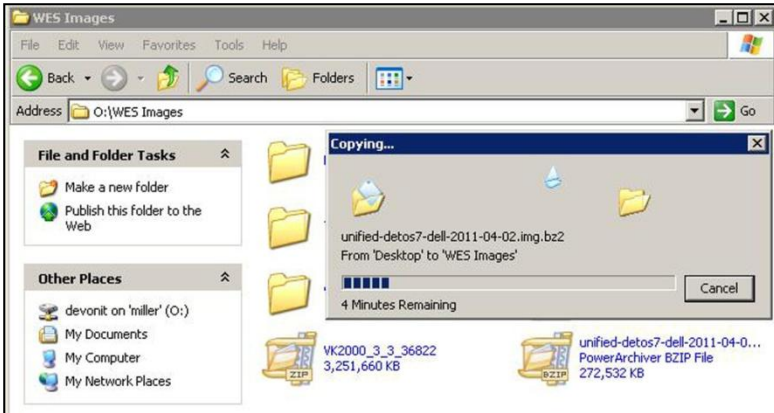 WES Images
File Edit View Favorites Tools Help
Back Search Folders
Address O:\WES Images Go
File and Folder Tasks
Make a new folder
Publish this folder to the
Web
Other Places
devonit on 'miller' (O:)
My Documents
My Computer
My Network Places
Copying...
unified-detos7-dell-2011-04-02.img.bz2
From 'Desktop' to 'WES Images'
Cancel
4 Minutes Remaining
ZIP
VK2000_3_3_36822
3,251,660 KB
BZIP
unified-detos7-dell-2011-04-0...
PowerArchiver BZIP File
272,532 KB